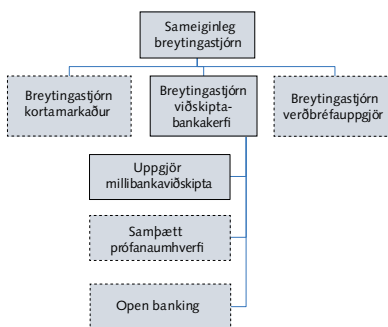 Sameiginleg
breytingastjórn
Breytingastjórn
kortamarkaður
Breytingastjórn
viðskipta-
bankakerfi
Breytingastjórn
verðbréfauppgjör
Uppgjör
millibankaviðskipta
Samþætt
prófanaumhverfi
Open banking